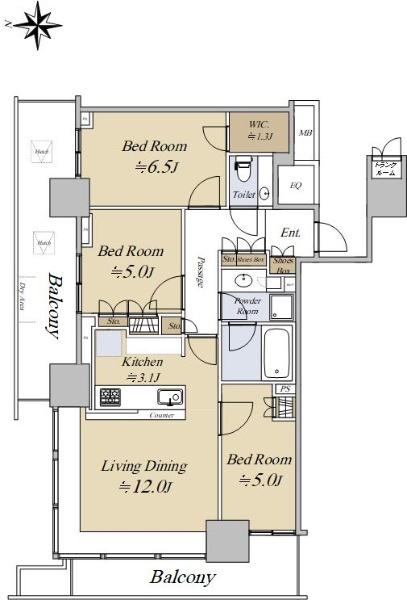 N
Bed Room
≒6.5J
WIC.
≒1.3J
MB
Hatch
Toilet
EQ
トランク
ルーム
Bed Room
≒5.0J
Passage
Ent.
Hatch
Sto.
Shoes Box
Shoes
Box
Dry Area
Balcony
Powder
Room
Sto.
Sto.
Kitchen
≒3.1J
PS
Counter
Living Dining
≒12.0J
Bed Room
≒5.0J
Balcony